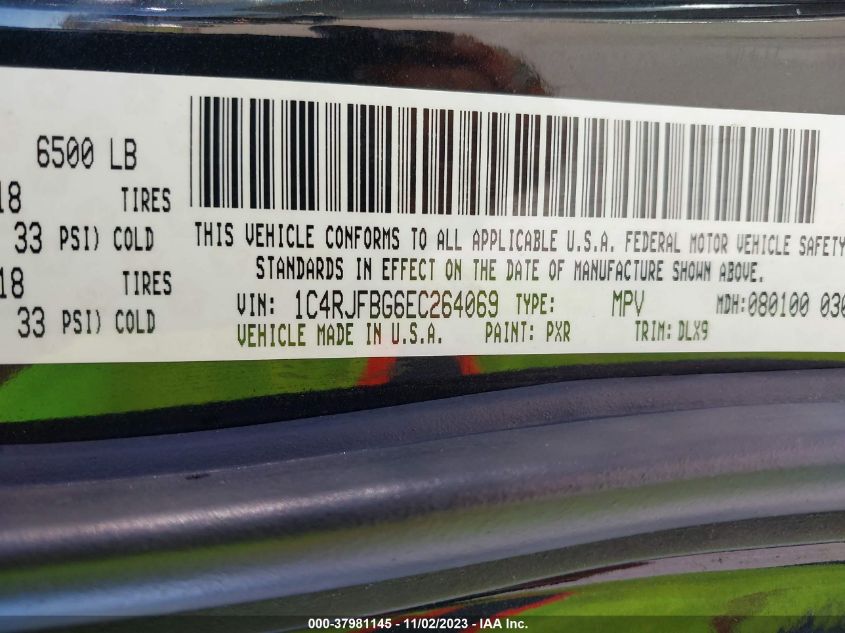 6500 LB
18 TIRES
33 PSI) COLD
18 TIRES
33 PSI) COLD
THIS VEHICLE CONFORMS TO ALL APPLICABLE U.S.A. FEDERAL MOTOR VEHICLE SAFETY
STANDARDS IN EFFECT ON THE DATE OF MANUFACTURE SHOWN ABOVE.
VIN: 1C4RJFBG6EC264069 TYPE: MPV MDH:080100 030
VEHICLE MADE IN U.S.A. PAINT: PXR TRIM: DLX9
000-37981145 - 11/02/2023 - IAA Inc.